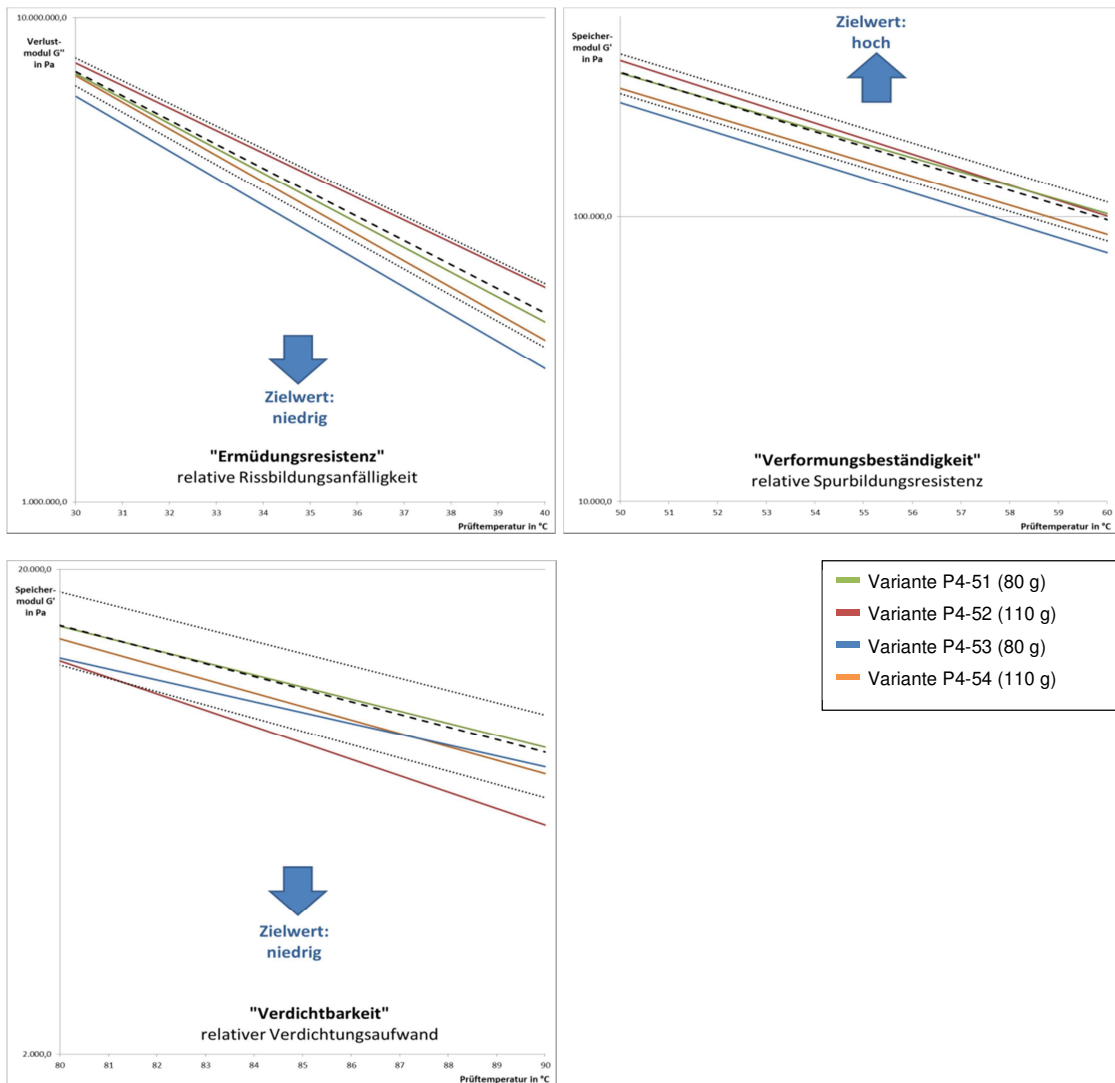 10.000.000,0
Verlust-
modul G''
in Pa
Zielwert:
niedrig
"Ermüdungsresistenz"
relative Rissbildungsanfälligkeit
1.000.000,0
30 31 32 33 34 35 36 37 38 39 40
Prüftemperatur in °C
Speicher-
modul G'
in Pa
Zielwert:
hoch
100.000,0
"Verformungsbeständigkeit"
relative Spurbildungsresistenz
10.000,0
50 51 52 53 54 55 56 57 58 59 60
Prüftemperatur in °C
20.000,0
Speicher-
modul G'
in Pa
Zielwert:
niedrig
"Verdichtbarkeit"
relativer Verdichtungsaufwand
2.000,0
80 81 82 83 84 85 86 87 88 89 90
Prüftemperatur in °C
Variante P4-51 (80 g)
Variante P4-52 (110 g)
Variante P4-53 (80 g)
Variante P4-54 (110 g)